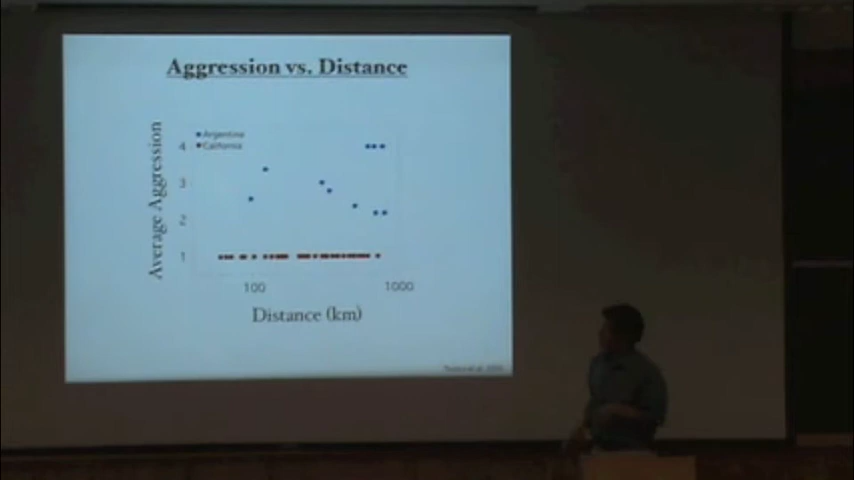 Aggression vs. Distance
Average Aggression
4
3
2
1
Argentina
California
100
1000
Distance (km)